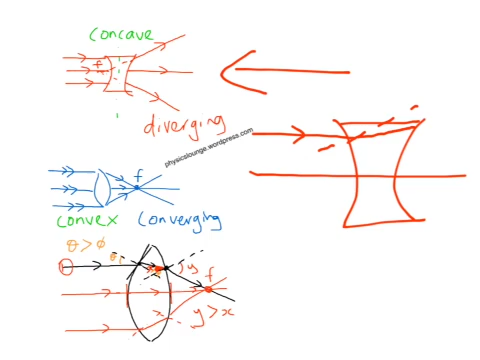 concave
f
diverging
physicslounge.wordpress.com
f
convex
Converging
θ > φ
y
f
y > x